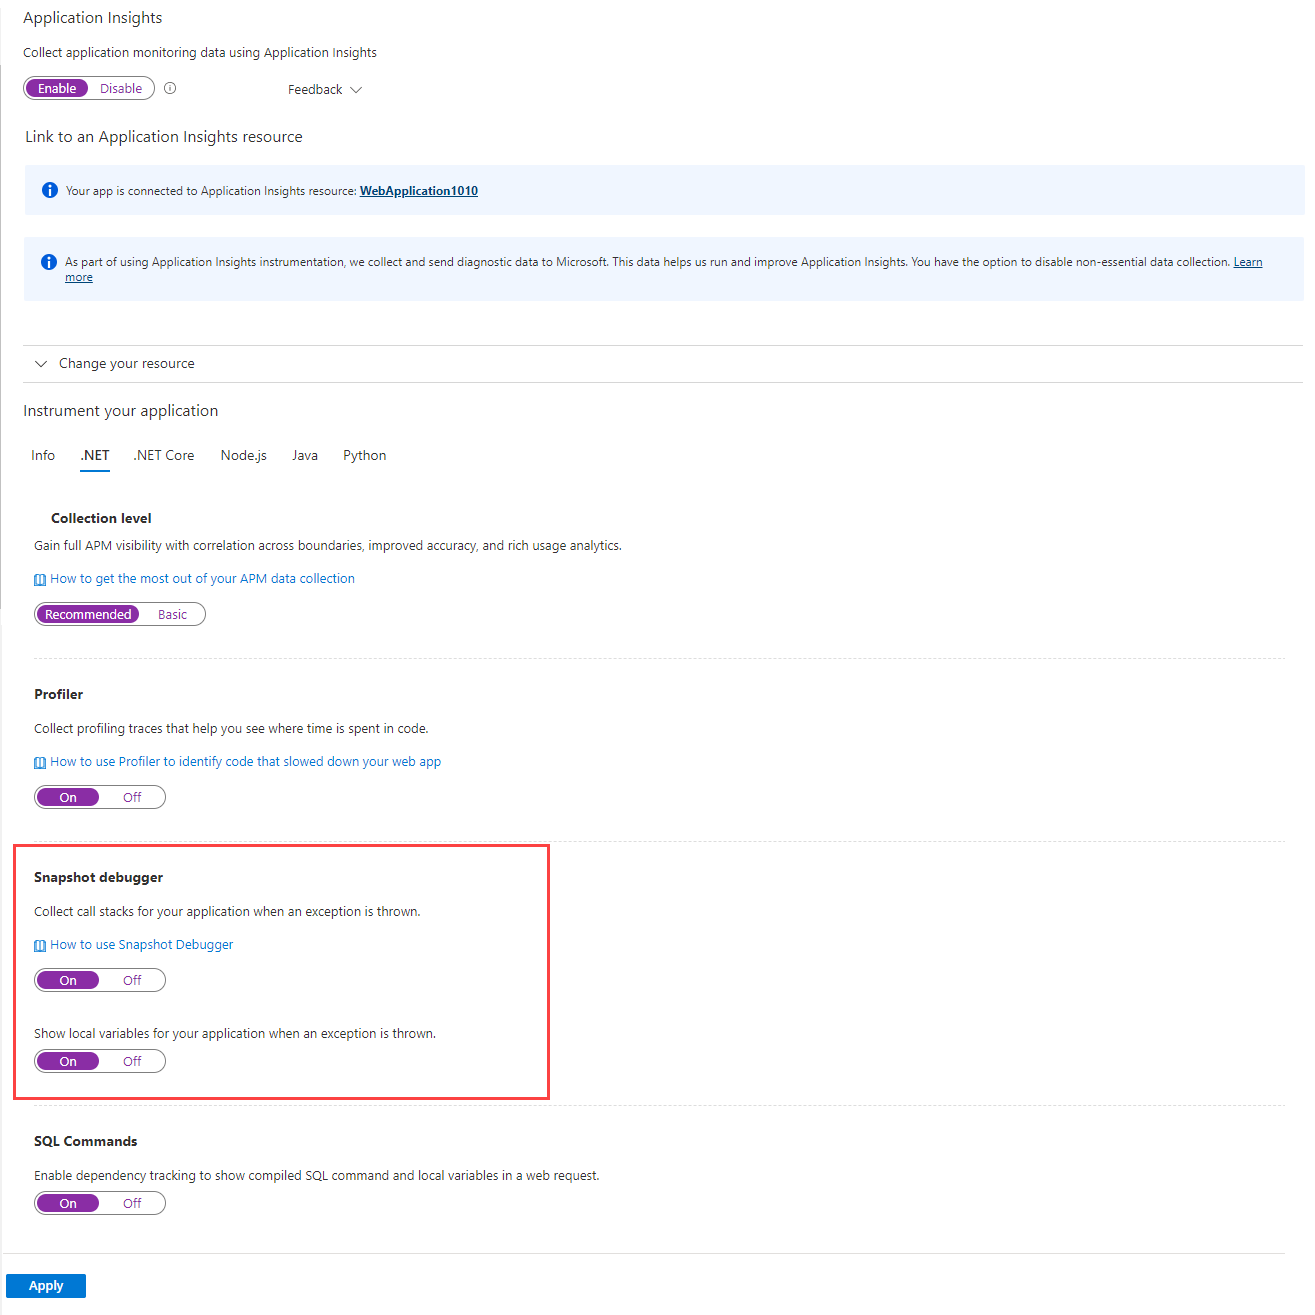 Application Insights
Collect application monitoring data using Application Insights
Enable Disable Feedback
Link to an Application Insights resource
Your app is connected to Application Insights resource: WebApplication1010
As part of using Application Insights instrumentation, we collect and send diagnostic data to Microsoft. This data helps us run and improve Application Insights. You have the option to disable non-essential data collection. Learn
more
Change your resource
Instrument your application
Info .NET .NET Core Node.js Java Python
Collection level
Gain full APM visibility with correlation across boundaries, improved accuracy, and rich usage analytics.
How to get the most out of your APM data collection
Recommended Basic
Profiler
Collect profiling traces that help you see where time is spent in code.
How to use Profiler to identify code that slowed down your web app
On Off
Snapshot debugger
Collect call stacks for your application when an exception is thrown.
How to use Snapshot Debugger
On Off
Show local variables for your application when an exception is thrown.
On Off
SQL Commands
Enable dependency tracking to show compiled SQL command and local variables in a web request.
On Off
Apply